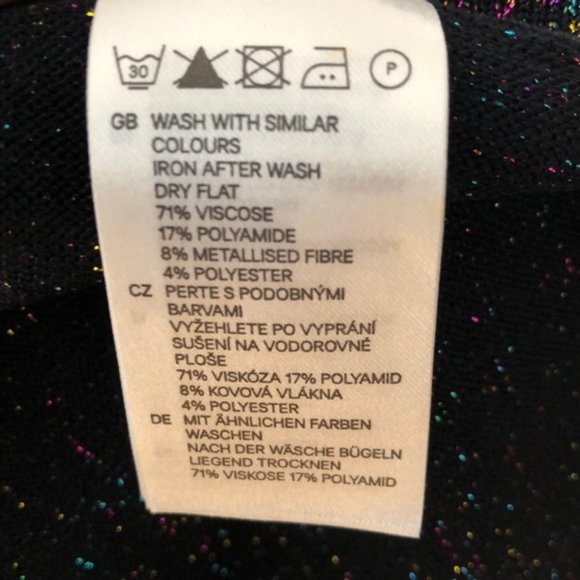 30
P
GB WASH WITH SIMILAR
COLOURS
IRON AFTER WASH
DRY FLAT
71% VISCOSE
17% POLYAMIDE
8% METALLISED FIBRE
4% POLYESTER
CZ PERTE S PODOBNÝMI
BARVAMI
VYŽEHLETE PO VYPRÁNÍ
SUŠENÍ NA VODOROVNÉ
PLOŠE
71% VISKÓZA 17% POLYAMID
8% KOVOVÁ VLÁKNA
4% POLYESTER
DE MIT ÄHNLICHEN FARBEN
WASCHEN
NACH DER WÄSCHE BÜGELN
LIEGEND TROCKNEN
71% VISKOSE 17% POLYAMID